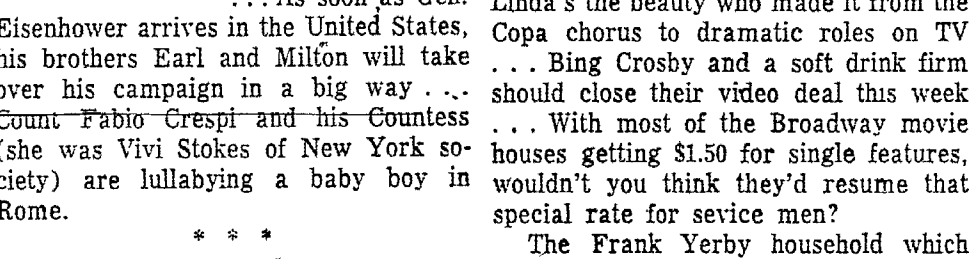 . . . As soon as Gen.
Eisenhower arrives in the United States,
his brothers Earl and Milton will take
over his campaign in a big way . . .
Count Fabio Crespi and his Countess
(she was Vivi Stokes of New York so-
ciety) are lullabying a baby boy in
Rome.
* * *
Linda's the beauty who made it from the
Copa chorus to dramatic roles on TV
. . . Bing Crosby and a soft drink firm
should close their video deal this week
. . . With most of the Broadway movie
houses getting $1.50 for single features,
wouldn't you think they'd resume that
special rate for sevice men?
The Frank Yerby household which